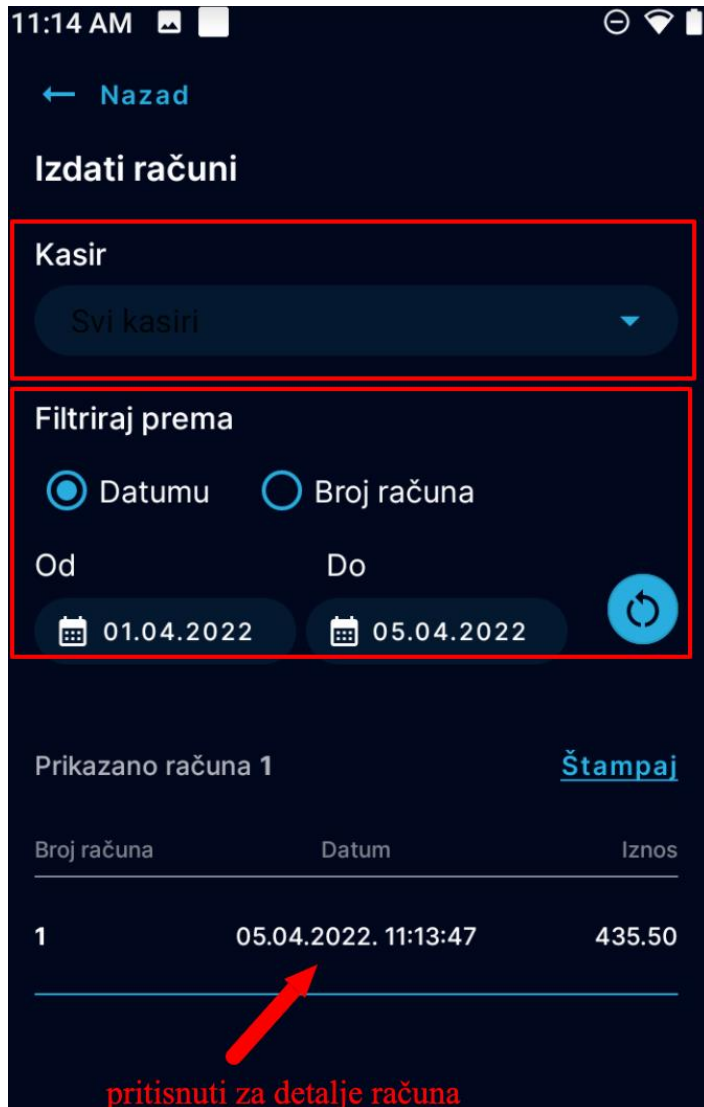 11:14 AM
Nazad
Izdati računi
Kasir
Svi kasiri
Filtriraj prema
Datumu Broj računa
Od Do
01.04.2022 05.04.2022
Prikazano računa 1 Štampaj
Broj računa Datum Iznos
1 05.04.2022. 11:13:47 435.50
pritisnuti za detalje računa